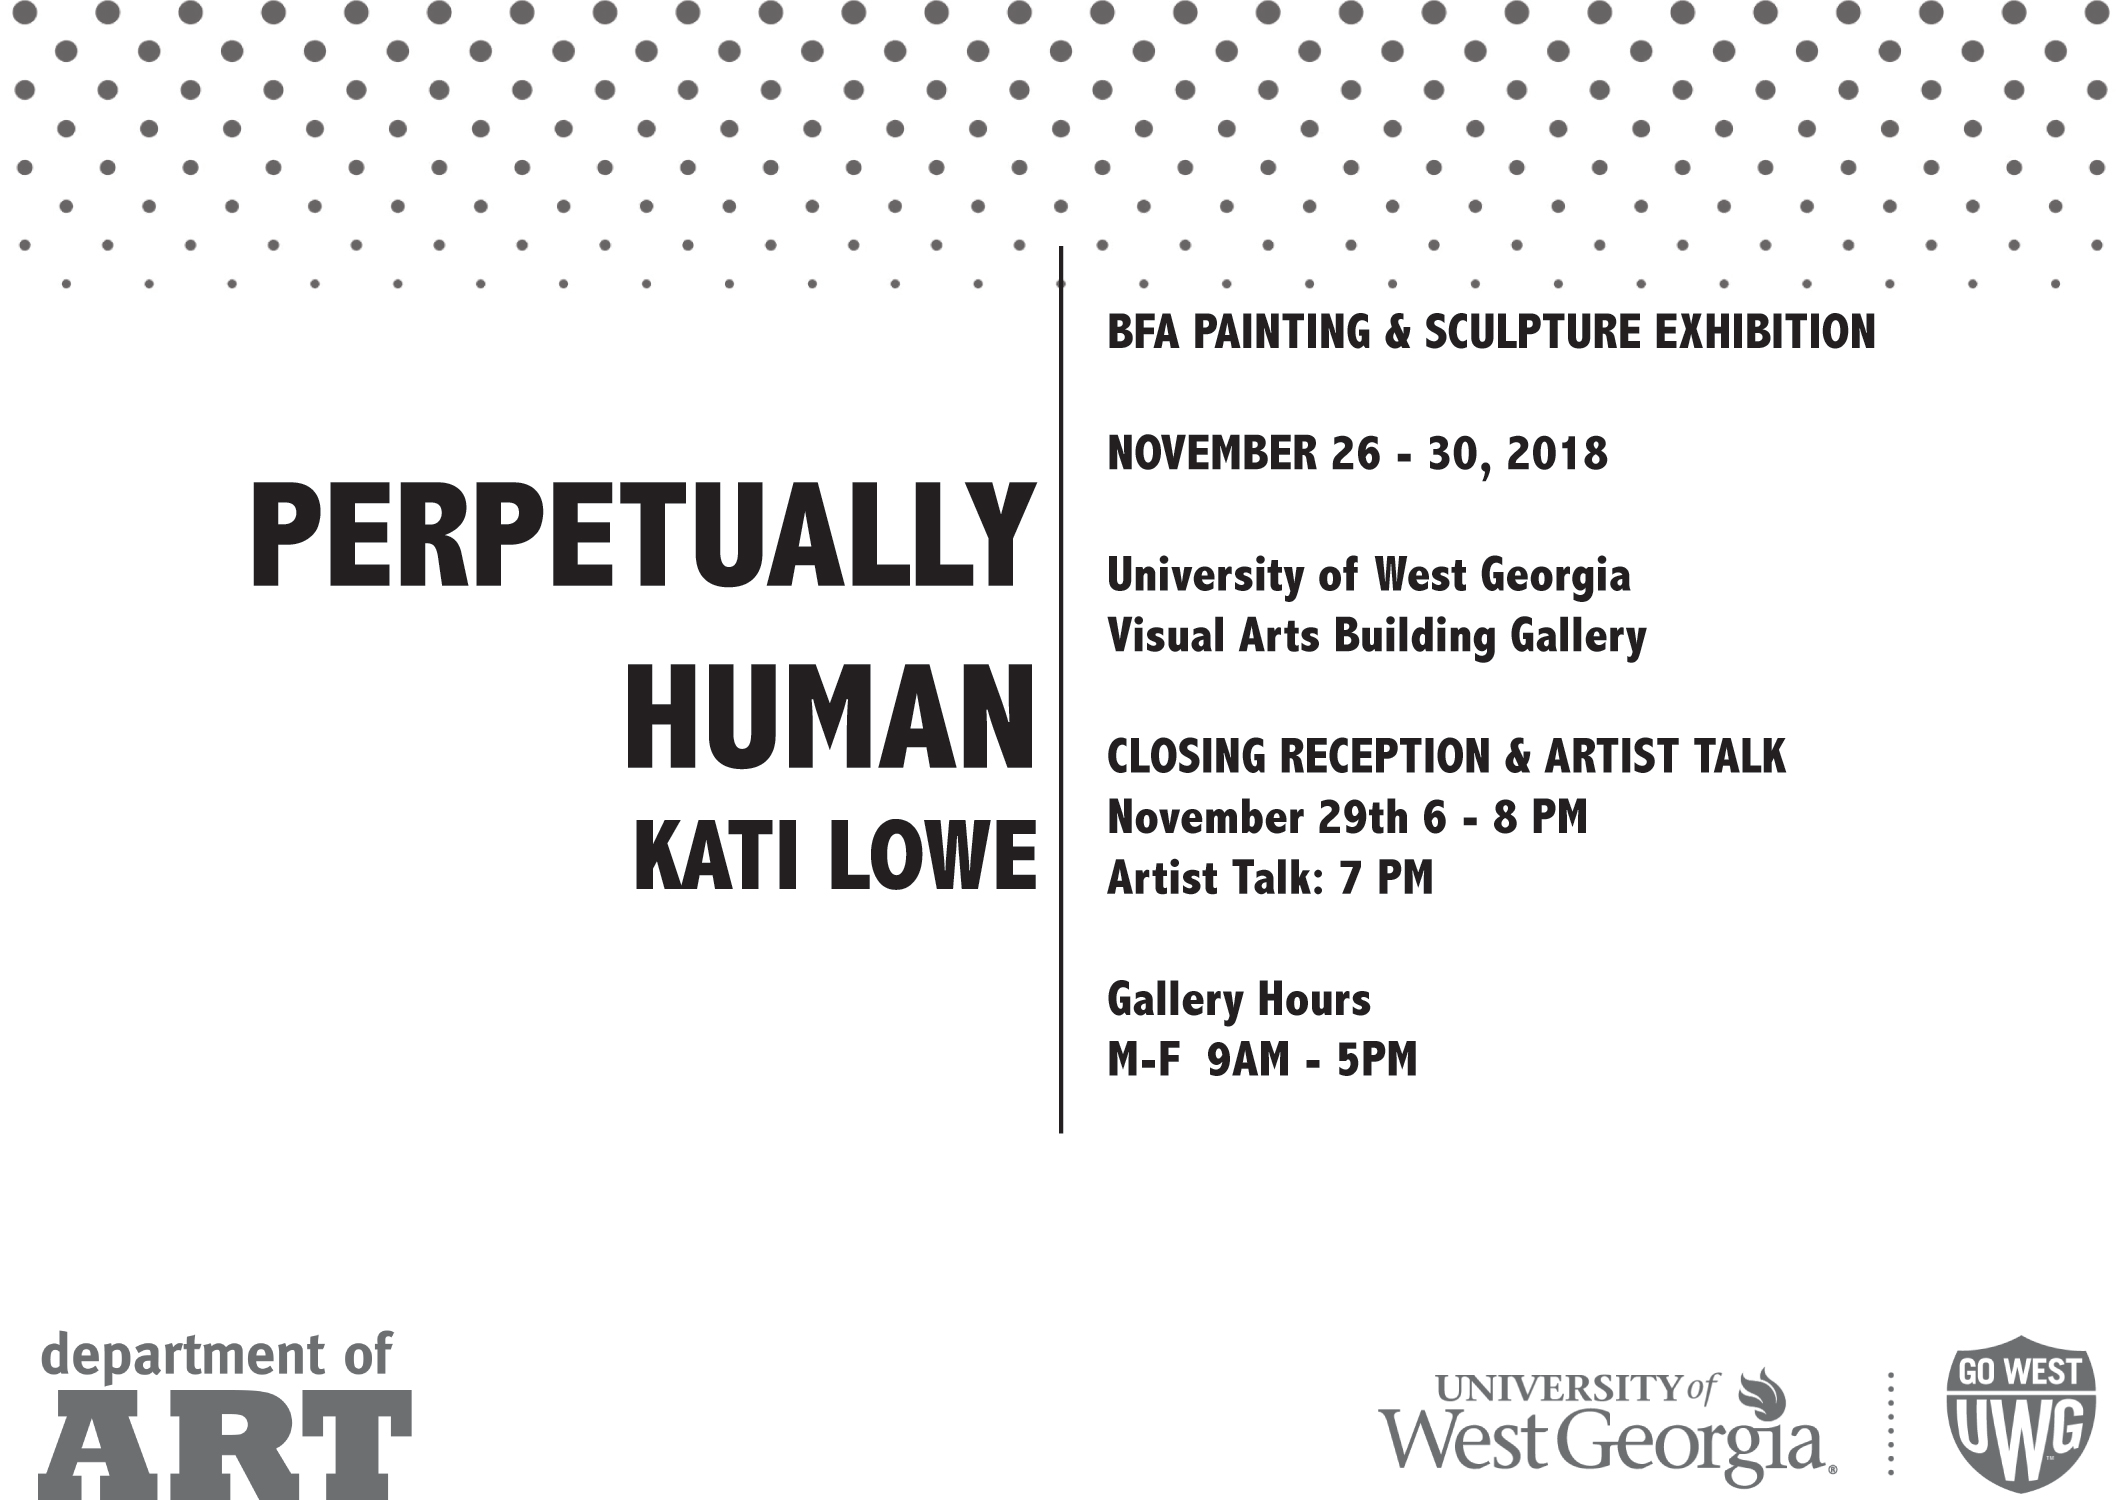 PERPETUALLY
HUMAN
KATI LOWE
BFA PAINTING & SCULPTURE EXHIBITION
NOVEMBER 26 - 30, 2018
University of West Georgia
Visual Arts Building Gallery
CLOSING RECEPTION & ARTIST TALK
November 29th 6 - 8 PM
Artist Talk: 7 PM
Gallery Hours
M-F  9AM - 5PM
department of
ART
UNIVERSITY of
West Georgia®
GO WEST
UWG™